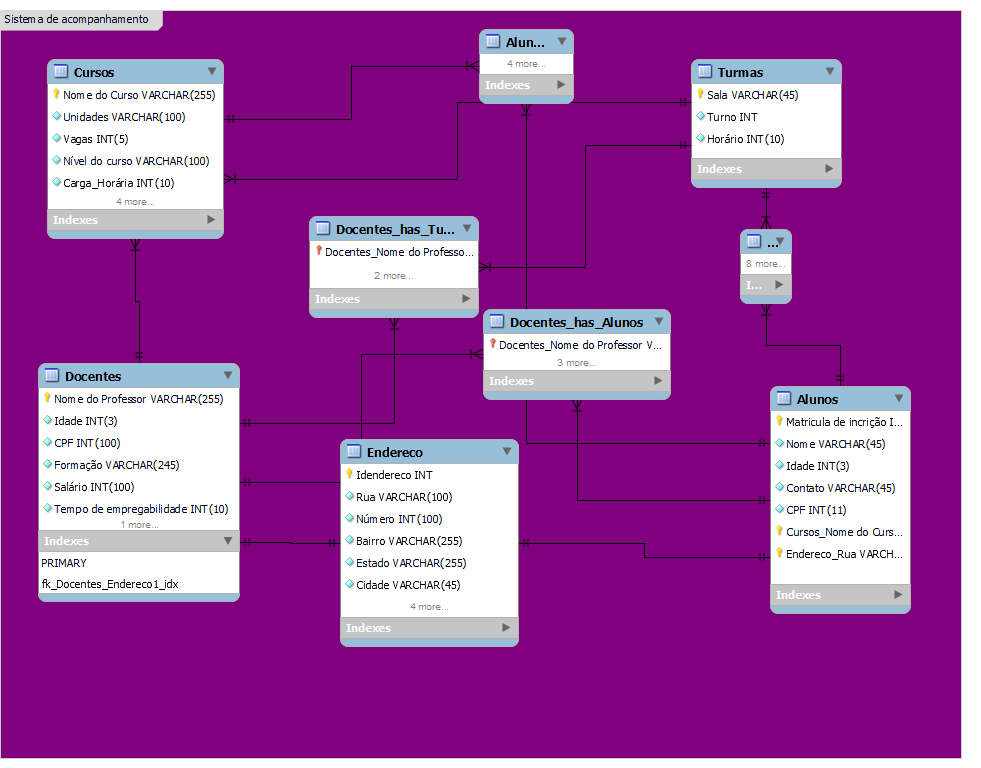 Sistema de acompanhamento
Alun...
4 more...
Indexes
Cursos
Nome do Curso VARCHAR(255)
Unidades VARCHAR(100)
Vagas INT(5)
Nível do curso VARCHAR(100)
Carga_Horária INT(10)
4 more...
Indexes
Turmas
Sala VARCHAR(45)
Turno INT
Horário INT(10)
Indexes
Docentes_has_Tu...
Docentes_Nome do Professo...
2 more...
Indexes
...
8 more...
I...
Docentes_has_Alunos
Docentes_Nome do Professor V...
3 more...
Indexes
Docentes
Nome do Professor VARCHAR(255)
Idade INT(3)
CPF INT(100)
Formação VARCHAR(245)
Salário INT(100)
Tempo de empregabilidade INT(10)
1 more...
Indexes
PRIMARY
fk_Docentes_Endereco1_idx
Endereco
Idendereco INT
Rua VARCHAR(100)
Número INT(100)
Bairro VARCHAR(255)
Estado VARCHAR(255)
Cidade VARCHAR(45)
4 more...
Indexes
Alunos
Matricula de incrição I...
Nome VARCHAR(45)
Idade INT(3)
Contato VARCHAR(45)
CPF INT(11)
Cursos_Nome do Curs...
Endereco_Rua VARCH...
Indexes